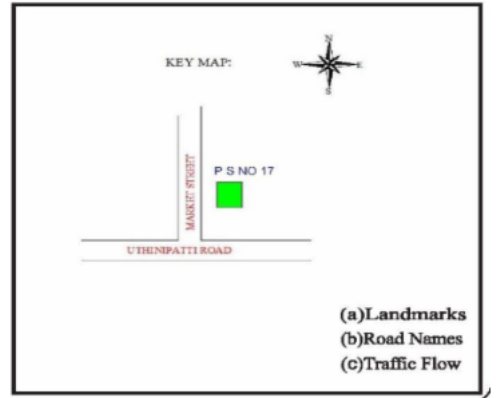 N
KEY MAP:
W E
S
P S NO 17
MARKET STREET
UTHINIPATTI ROAD
(a)Landmarks
(b)Road Names
(c)Traffic Flow